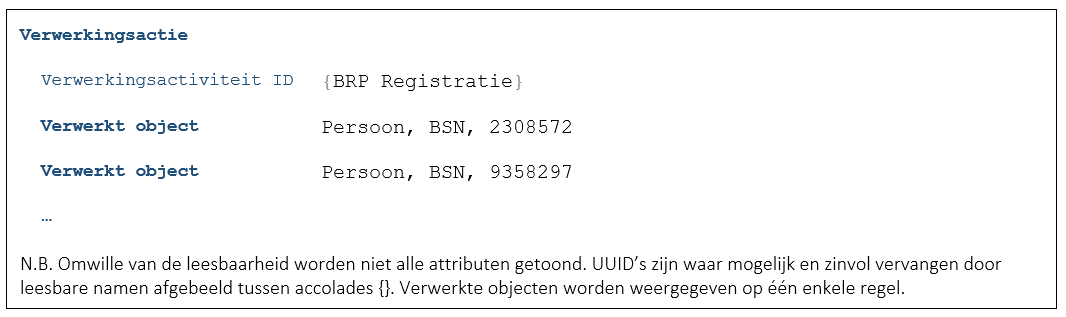 Verwerkingsactie
Verwerkingsactiviteit ID {BRP Registratie}
Verwerkt object Persoon, BSN, 2308572
Verwerkt object Persoon, BSN, 9358297
…
N.B. Omwille van de leesbaarheid worden niet alle attributen getoond. UUID’s zijn waar mogelijk en zinvol vervangen door
leesbare namen afgebeeld tussen accolades {}. Verwerkte objecten worden weergegeven op één enkele regel.